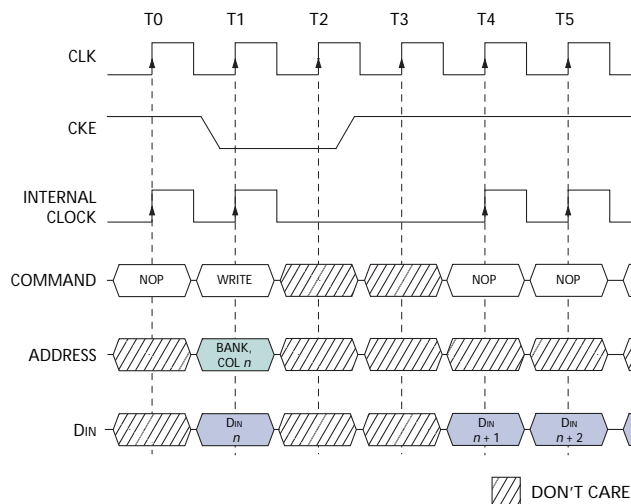 T0 T1 T2 T3 T4 T5
CLK
CKE
INTERNAL
CLOCK
COMMAND NOP WRITE NOP NOP
ADDRESS BANK,
COL n
DIN DIN
n DIN
n + 1 DIN
n + 2
DON'T CARE